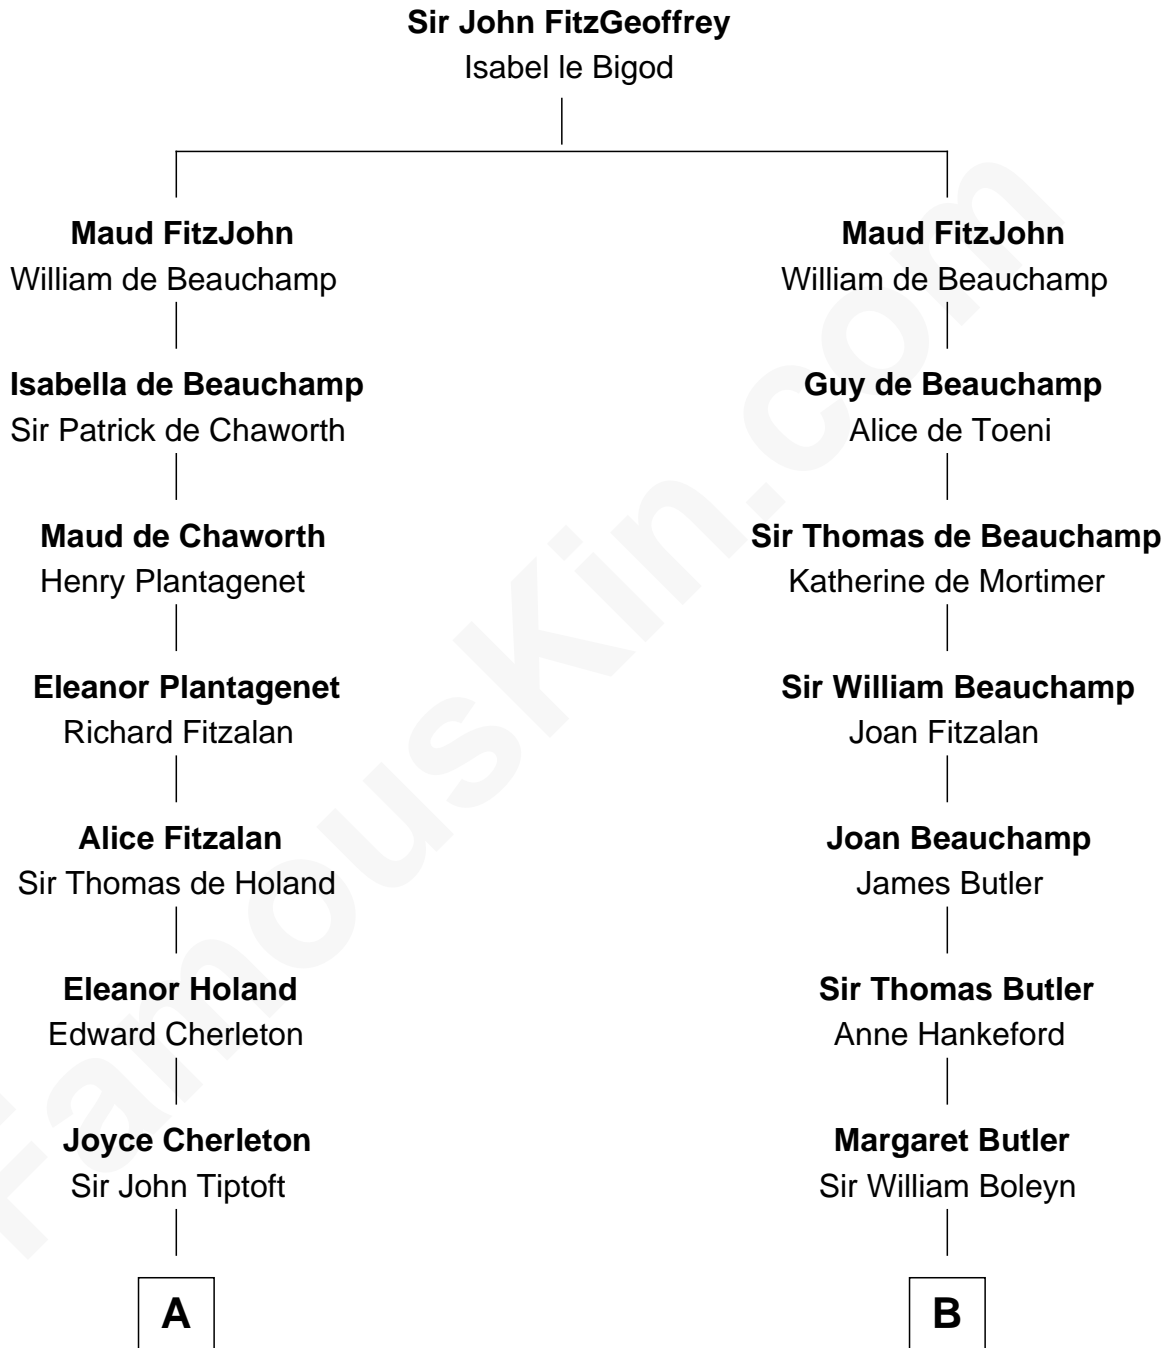 Sir John FitzGeoffrey
Isabel le Bigod
Maud FitzJohn
William de Beauchamp
Maud FitzJohn
William de Beauchamp
Isabella de Beauchamp
Sir Patrick de Chaworth
Guy de Beauchamp
Alice de Toeni
Maud de Chaworth
Henry Plantagenet
Sir Thomas de Beauchamp
Katherine de Mortimer
Eleanor Plantagenet
Richard Fitzalan
Sir William Beauchamp
Joan Fitzalan
Alice Fitzalan
Sir Thomas de Holand
Joan Beauchamp
James Butler
Eleanor Holand
Edward Cherleton
Sir Thomas Butler
Anne Hankeford
Joyce Cherleton
Sir John Tiptoft
Margaret Butler
Sir William Boleyn
A
B
FamousKin.com